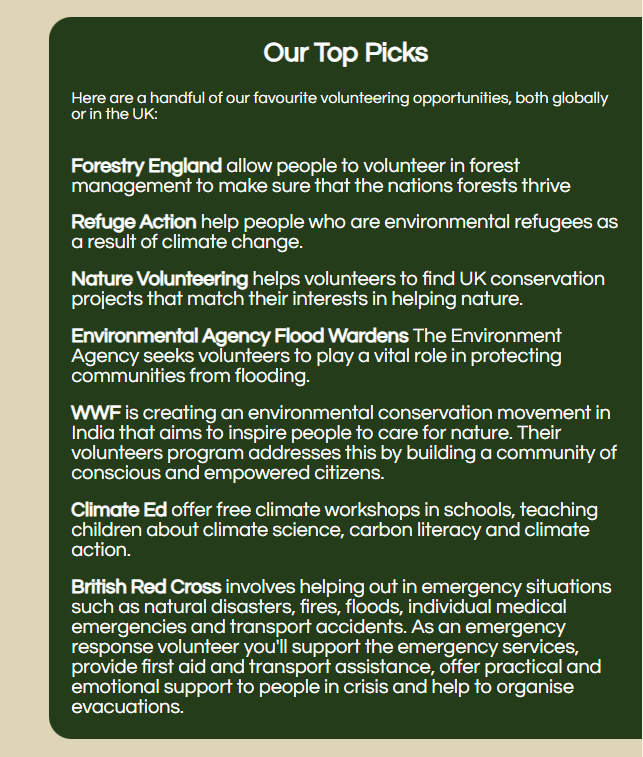 Our Top Picks
Here are a handful of our favourite volunteering opportunities, both globally
or in the UK:
Forestry England allow people to volunteer in forest
management to make sure that the nations forests thrive
Refuge Action help people who are environmental refugees as
a result of climate change.
Nature Volunteering helps volunteers to find UK conservation
projects that match their interests in helping nature.
Environmental Agency Flood Wardens The Environment
Agency seeks volunteers to play a vital role in protecting
communities from flooding.
WWF is creating an environmental conservation movement in
India that aims to inspire people to care for nature. Their
volunteers program addresses this by building a community of
conscious and empowered citizens.
Climate Ed offer free climate workshops in schools, teaching
children about climate science, carbon literacy and climate
action.
British Red Cross involves helping out in emergency situations
such as natural disasters, fires, floods, individual medical
emergencies and transport accidents. As an emergency
response volunteer you'll support the emergency services,
provide first aid and transport assistance, offer practical and
emotional support to people in crisis and help to organise
evacuations.